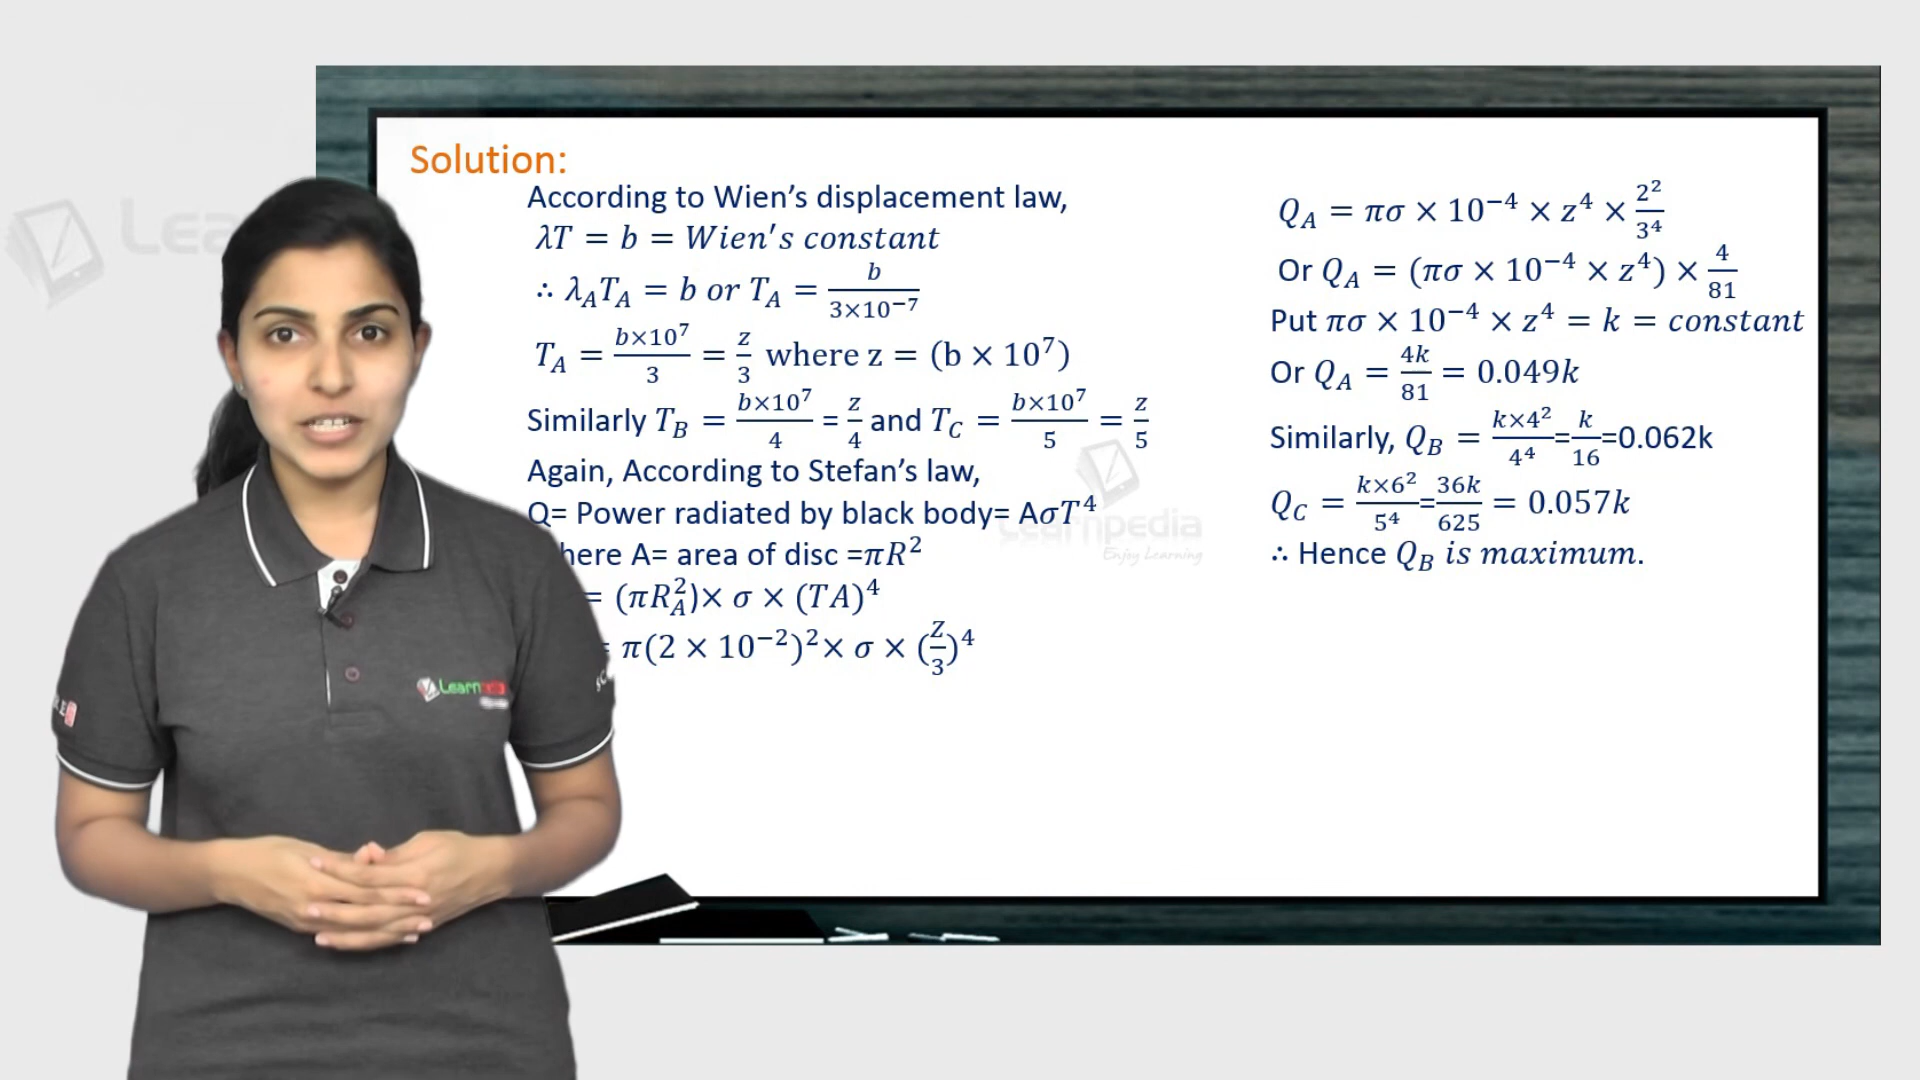 Solution:
According to Wien's displacement law,
λT = b = Wien's constant
∴ λ_A T_A = b or T_A = b/(3×10⁻⁷)
T_A = (b×10⁷)/3 = z/3 where z = (b × 10⁷)
Similarly T_B = (b×10⁷)/4 = z/4 and T_C = (b×10⁷)/5 = z/5
Again, According to Stefan's law,
Q= Power radiated by black body= AσT⁴
here A= area of disc =πR²
= (πR_A²)× σ × (TA)⁴
= π(2 × 10⁻²)²× σ × (z/3)⁴
Q_A = πσ × 10⁻⁴ × z⁴ × 2²/3⁴
Or Q_A = (πσ × 10⁻⁴ × z⁴) × 4/81
Put πσ × 10⁻⁴ × z⁴ = k = constant
Or Q_A = 4k/81 = 0.049k
Similarly, Q_B = (k×4²)/4⁴=k/16=0.062k
Q_C = (k×6²)/5⁴=36k/625 = 0.057k
∴ Hence Q_B is maximum.
Learnpedia
Enjoy Learning
Lea
Learn